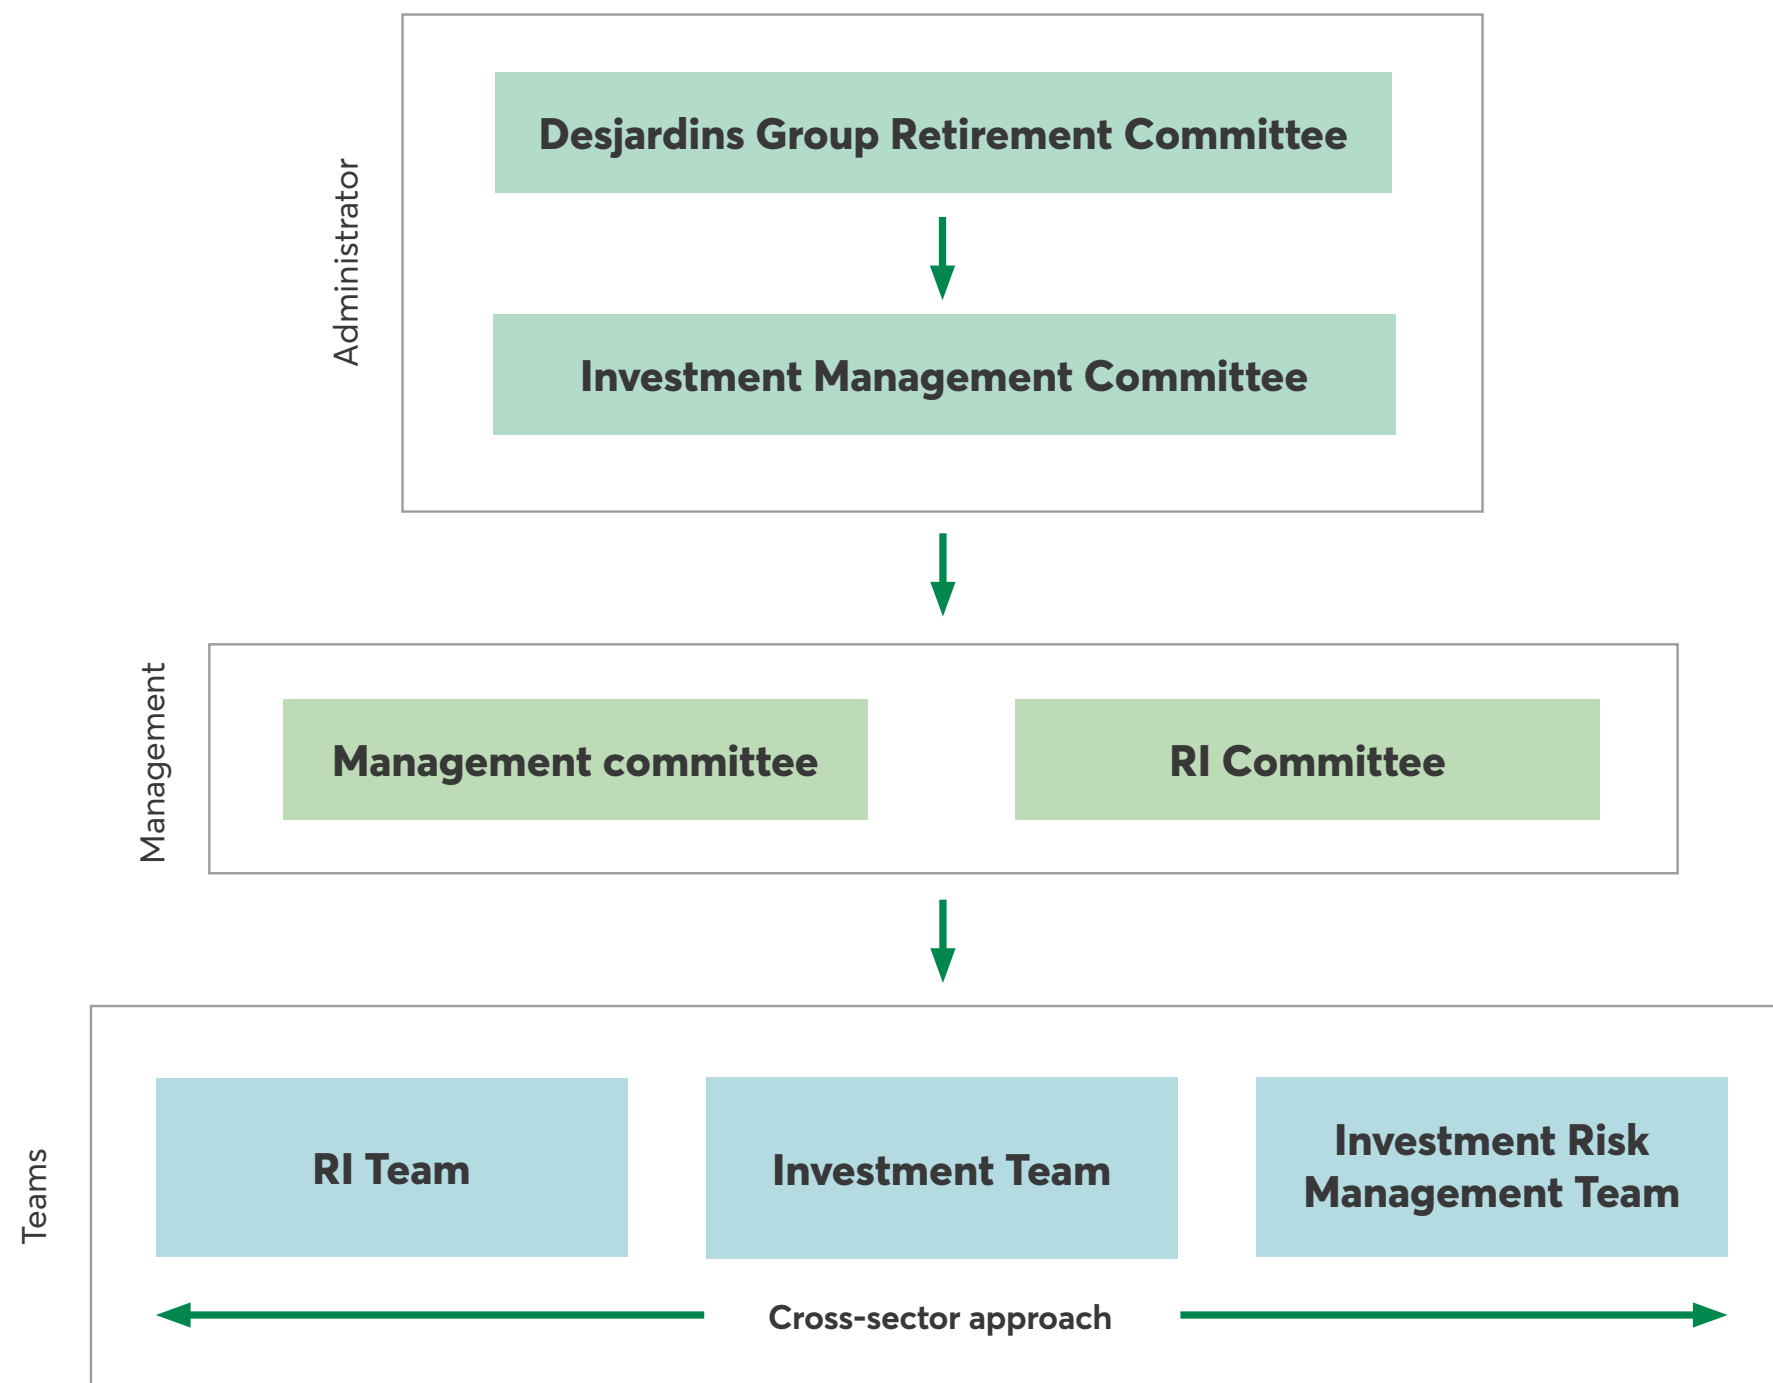 Administrator
Desjardins Group Retirement Committee
Investment Management Committee
Management
Management committee
RI Committee
Teams
RI Team
Investment Team
Investment Risk
Management Team
Cross-sector approach